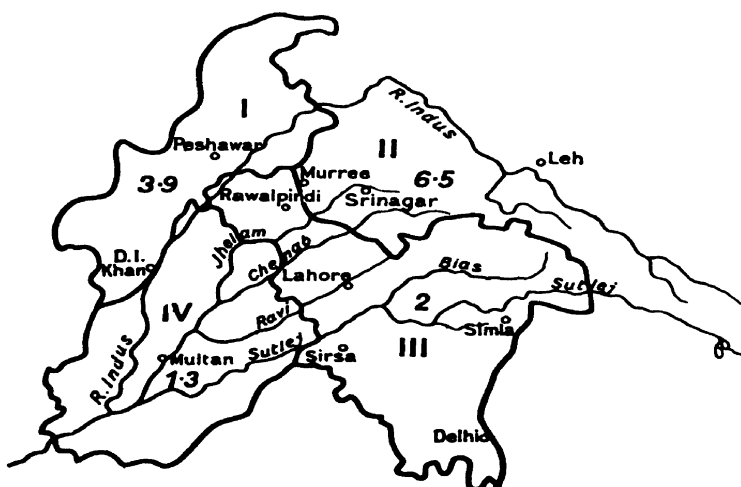 I
R. Indus
Peshawar
II
Leh
3·9
Murree
6·5
Rawalpindi
Srinagar
Jhelam
D.I.
Khan
Chenab
Lahore
Bias
Sutlej
IV
Ravi
2
Simla
R. Indus
Multan
Sutlej
Sirsa
III
1·3
Delhi